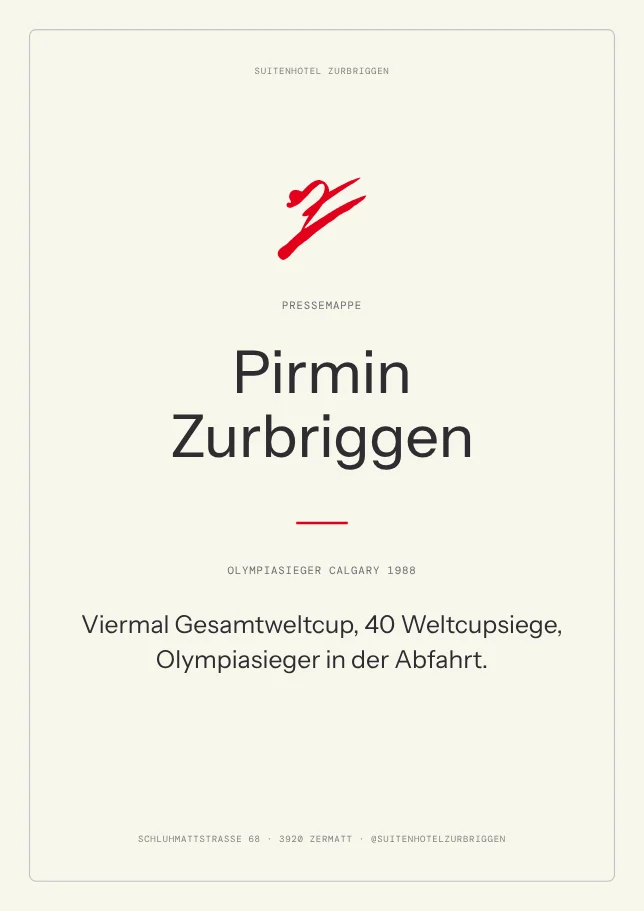 SUITENHOTEL ZURBRIGGEN
PRESSEMAPPE
Pirmin
Zurbriggen
OLYMPIASIEGER CALGARY 1988
Viermal Gesamtweltcup, 40 Weltcupsiege,
Olympiasieger in der Abfahrt.
SCHLUHMATTSTRASSE 68 · 3920 ZERMATT · @SUITENHOTELZURBRIGGEN